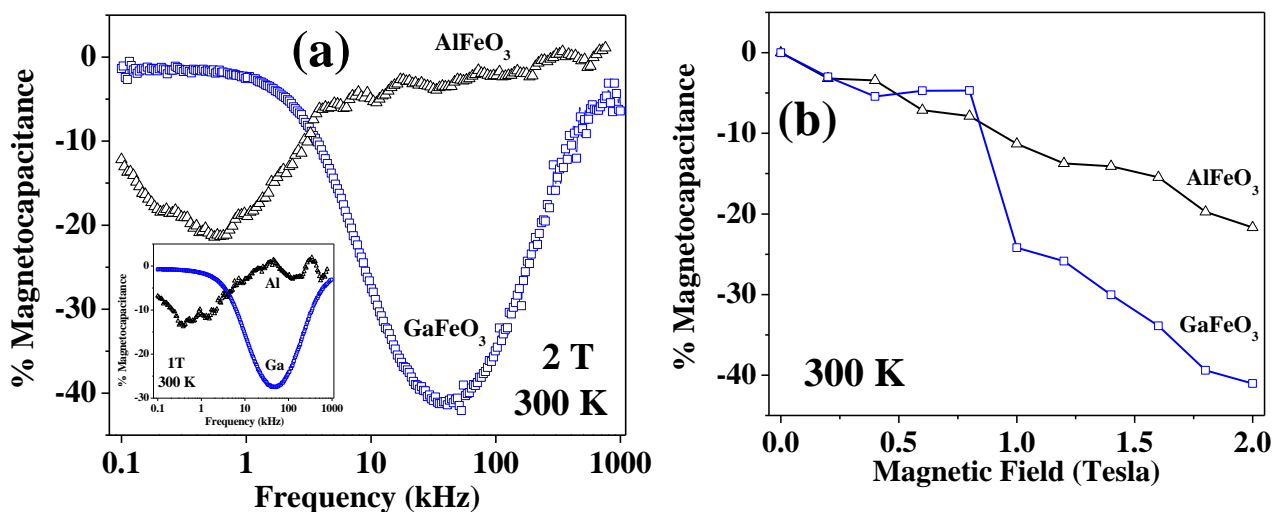 (a)
AlFeO3
GaFeO3
2 T
300 K
% Magnetocapacitance
0
-10
-20
-30
-40
0.1 1 10 100 1000
Frequency (kHz)
Al
Ga
1T
300 K
% Magnetocapacitance
0
-10
-20
-30
0.1 1 10 100 1000
Frequency (kHz)
(b)
AlFeO3
GaFeO3
300 K
% Magnetocapacitance
0
-10
-20
-30
-40
0.0 0.5 1.0 1.5 2.0
Magnetic Field (Tesla)